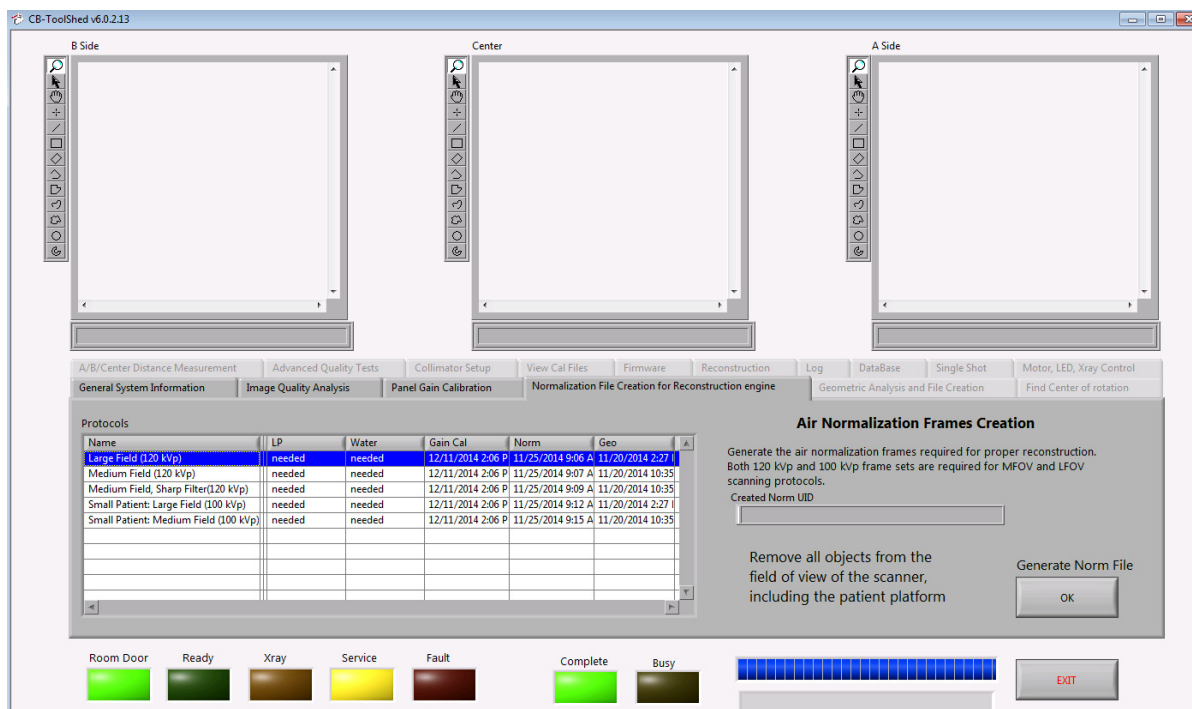 CB-ToolShed v6.0.2.13
B Side
Center
A Side
A/B/Center Distance Measurement
Advanced Quality Tests
Collimator Setup
View Cal Files
Firmware
Reconstruction
Log
DataBase
Single Shot
Motor, LED, Xray Control
General System Information
Image Quality Analysis
Panel Gain Calibration
Normalization File Creation for Reconstruction engine
Geometric Analysis and File Creation
Find Center of rotation
Protocols
Name LP Water Gain Cal Norm Geo
Large Field (120 kVp) needed needed 12/11/2014 2:06 P 11/25/2014 9:06 A 11/20/2014 2:27
Medium Field (120 kVp) needed needed 12/11/2014 2:06 P 11/25/2014 9:07 A 11/20/2014 10:35
Medium Field, Sharp Filter(120 kVp) needed needed 12/11/2014 2:06 P 11/25/2014 9:09 A 11/20/2014 10:35
Small Patient: Large Field (100 kVp) needed needed 12/11/2014 2:06 P 11/25/2014 9:12 A 11/20/2014 2:27
Small Patient: Medium Field (100 kVp) needed needed 12/11/2014 2:06 P 11/25/2014 9:15 A 11/20/2014 10:35
Air Normalization Frames Creation
Generate the air normalization frames required for proper reconstruction.
Both 120 kVp and 100 kVp frame sets are required for MFOV and LFOV
scanning protocols.
Created Norm UID
Remove all objects from the
field of view of the scanner,
including the patient platform
Generate Norm File
OK
Room Door
Ready
Xray
Service
Fault
Complete
Busy
EXIT